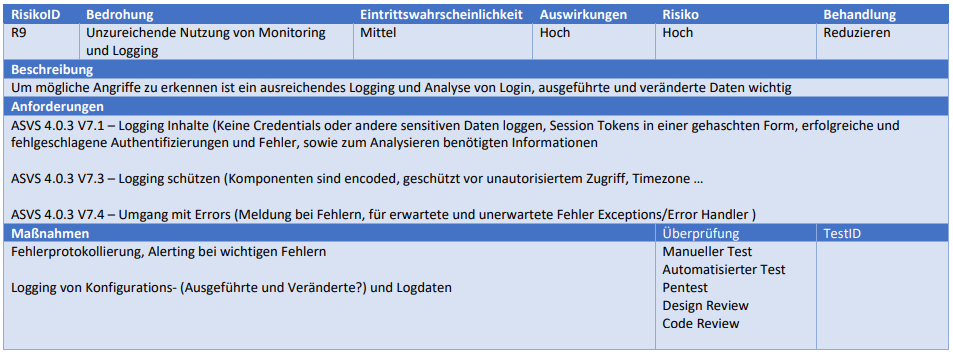 RisikoID Bedrohung Eintrittswahrscheinlichkeit Auswirkungen Risiko Behandlung
R9 Unzureichende Nutzung von Monitoring und Logging Mittel Hoch Hoch Reduzieren
Beschreibung
Um mögliche Angriffe zu erkennen ist ein ausreichendes Logging und Analyse von Login, ausgeführte und veränderte Daten wichtig
Anforderungen
ASVS 4.0.3 V7.1 – Logging Inhalte (Keine Credentials oder andere sensitiven Daten loggen, Session Tokens in einer gehaschten Form, erfolgreiche und
fehlgeschlagene Authentifizierungen und Fehler, sowie zum Analysieren benötigten Informationen
ASVS 4.0.3 V7.3 – Logging schützen (Komponenten sind encoded, geschützt vor unautorisiertem Zugriff, Timezone …
ASVS 4.0.3 V7.4 – Umgang mit Errors (Meldung bei Fehlern, für erwartete und unerwartete Fehler Exceptions/Error Handler )
Maßnahmen Überprüfung TestID
Fehlerprotokollierung, Alerting bei wichtigen Fehlern Manueller Test
Automatisierter Test
Logging von Konfigurations- (Ausgeführte und Veränderte?) und Logdaten Pentest
Design Review
Code Review